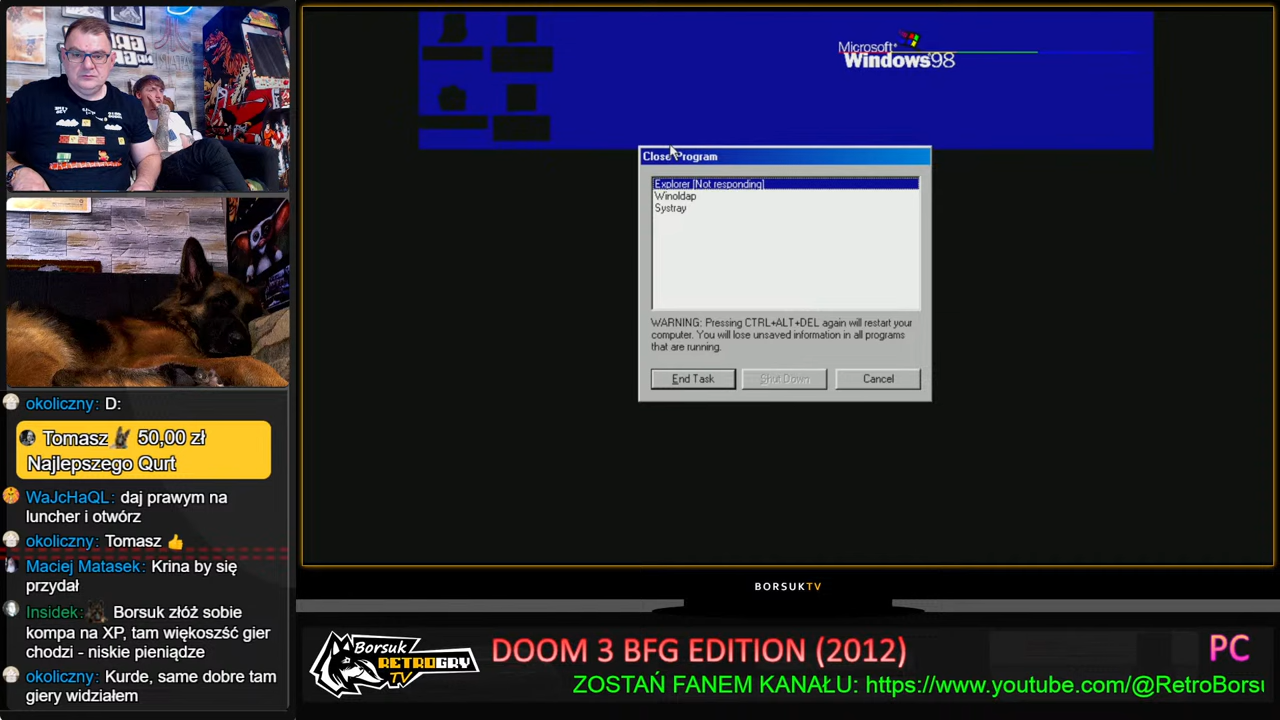 okoliczny: D:
Tomasz 50,00 zł
Najlepszego Qurt
WaJcHaQL: daj prawym na
luncher i otwórz
okoliczny: Tomasz 👍
Maciej Matasek: Krina by się
przydał
Insidek: Borsuk złóż sobie
kompa na XP, tam większść gier
chodzi - niskie pieniądze
okoliczny: Kurde, same dobre tam
giery widziałem
Microsoft
Windows98
Close Program
Explorer [Not responding]
Winoldap
Systray
WARNING: Pressing CTRL+ALT+DEL again will restart your
computer. You will lose unsaved information in all programs
that are running.
End Task
Shut Down
Cancel
BORSUKTV
Borsuk
RETROGRY
TV
DOOM 3 BFG EDITION (2012)
PC
ZOSTAŃ FANEM KANAŁU: https://www.youtube.com/@RetroBorsu